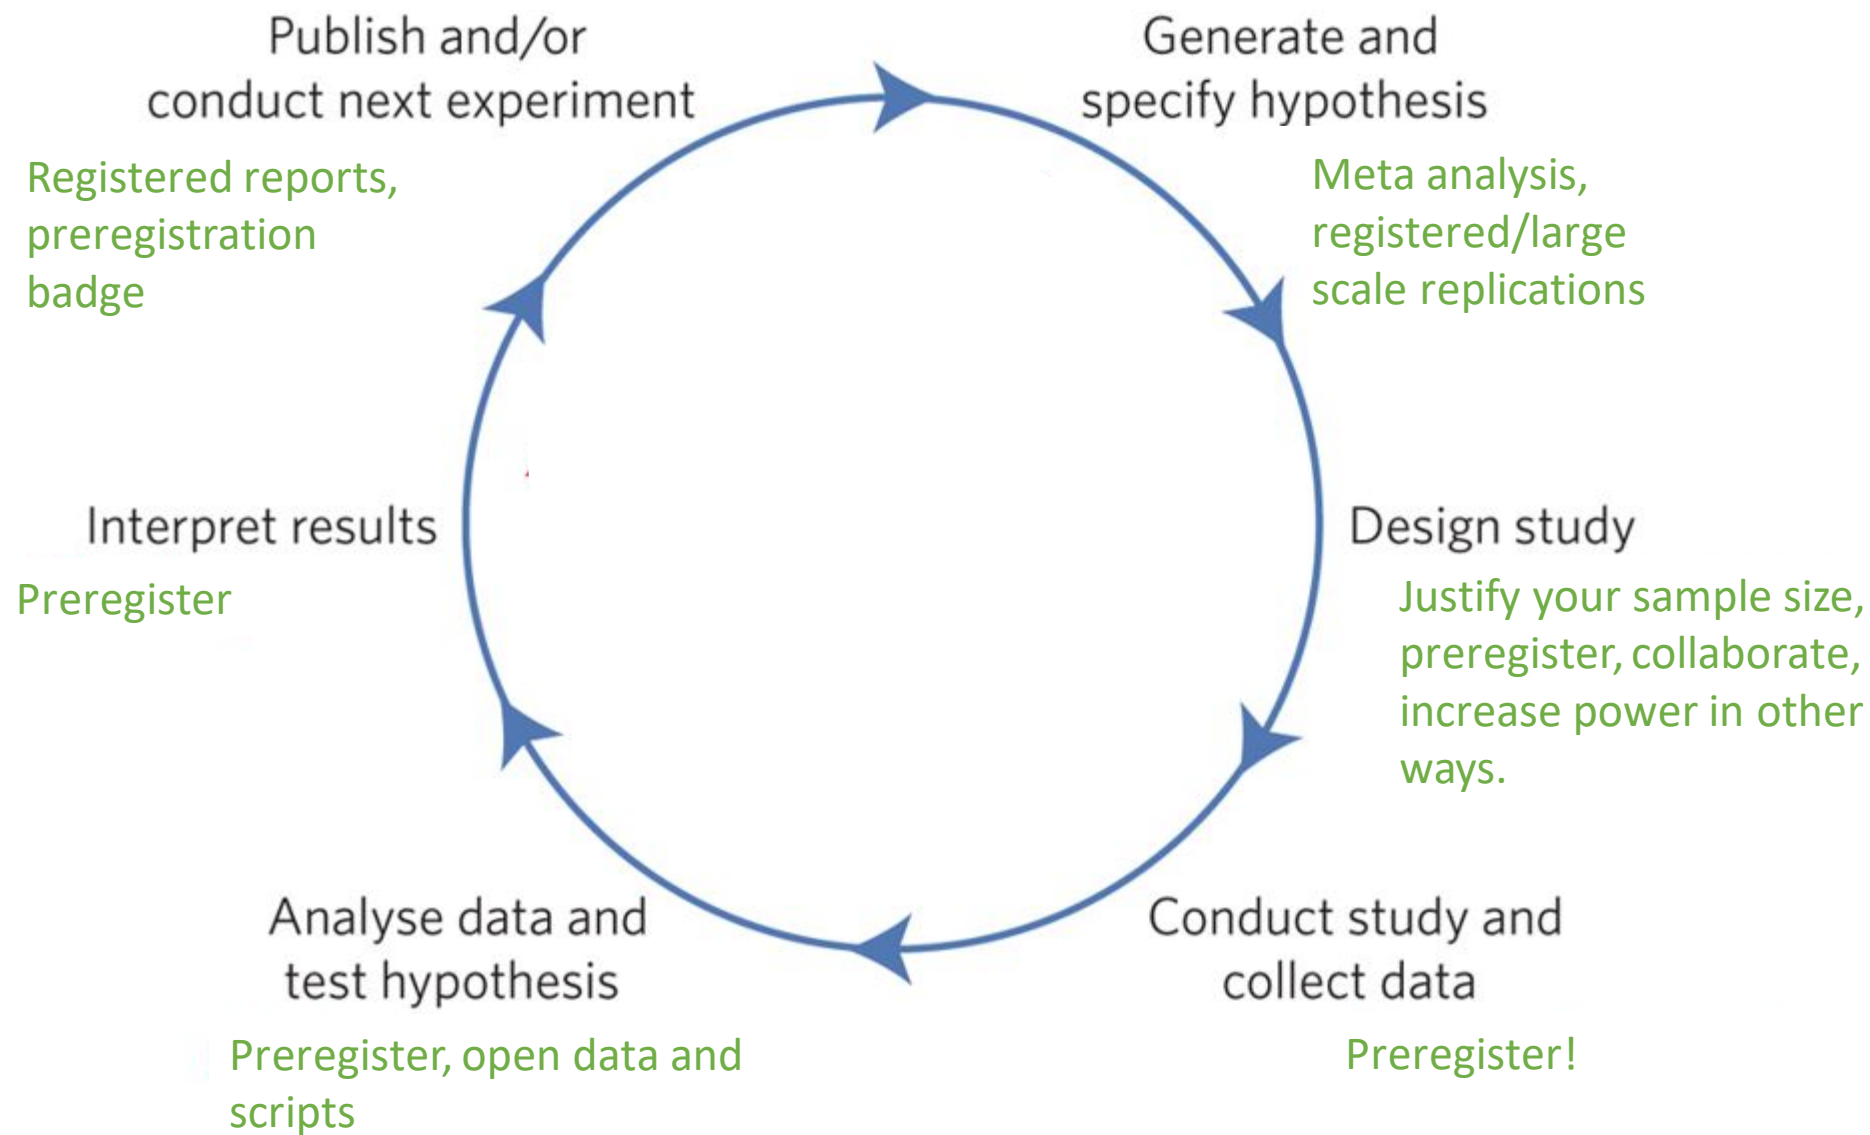 Publish and/or
conduct next experiment
Registered reports,
preregistration
badge
Generate and
specify hypothesis
Meta analysis,
registered/large
scale replications
Interpret results
Preregister
Design study
Justify your sample size,
preregister, collaborate,
increase power in other
ways.
Analyse data and
test hypothesis
Preregister, open data and
scripts
Conduct study and
collect data
Preregister!